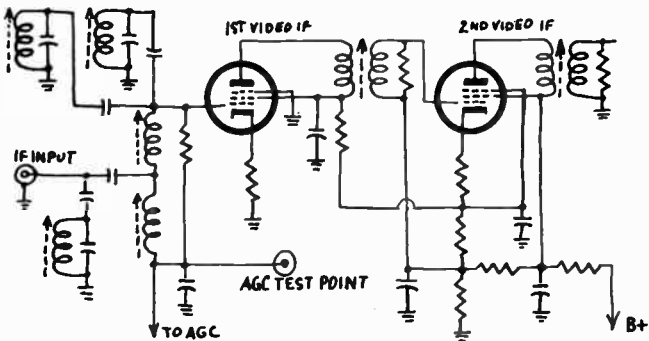 1ST VIDEO IF
2ND VIDEO IF
IF INPUT
AGC TEST POINT
TO AGC
B+